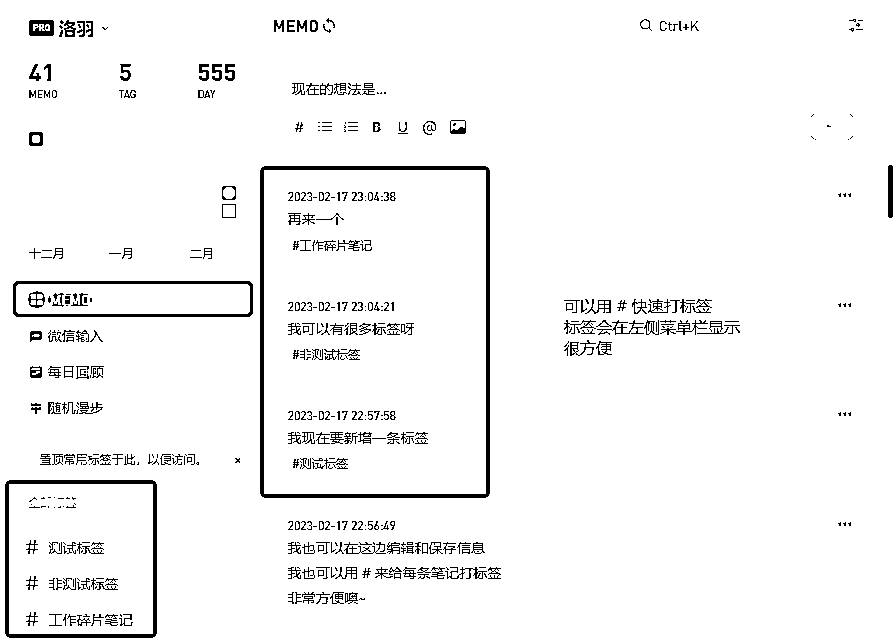 PRO 洛羽
41
MEMO
5
TAG
555
DAY
十二月 一月 二月
MEMO
微信输入
每日回顾
随机漫步
置顶常用标签于此，以便访问。 ×
全部标签
# 测试标签
# 非测试标签
# 工作碎片笔记
MEMO
Ctrl+K
现在的想法是...
# B U @
2023-02-17 23:04:38
再来一个
#工作碎片笔记
2023-02-17 23:04:21
我可以有很多标签呀
#非测试标签
2023-02-17 22:57:58
我现在要新增一条标签
#测试标签
2023-02-17 22:56:49
我也可以在这边编辑和保存信息
我也可以用 # 来给每条笔记打标签
非常方便噢~
可以用 # 快速打标签
标签会在左侧菜单栏显示
很方便